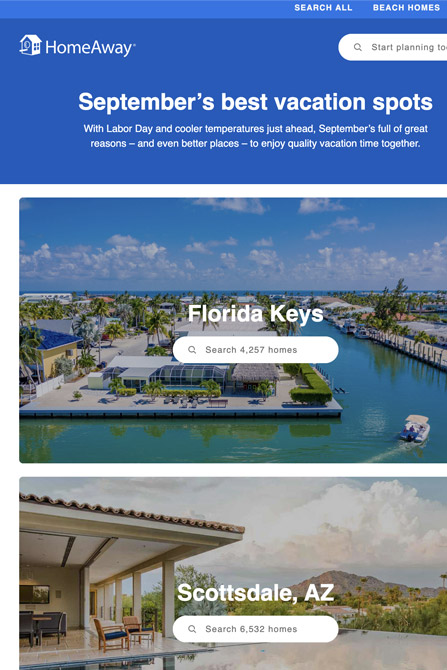 SEARCH ALL BEACH HOMES
HomeAway
Start planning to
September’s best vacation spots
With Labor Day and cooler temperatures just ahead, September’s full of great
reasons – and even better places – to enjoy quality vacation time together.
Florida Keys
Search 4,257 homes
Scottsdale, AZ
Search 6,532 homes